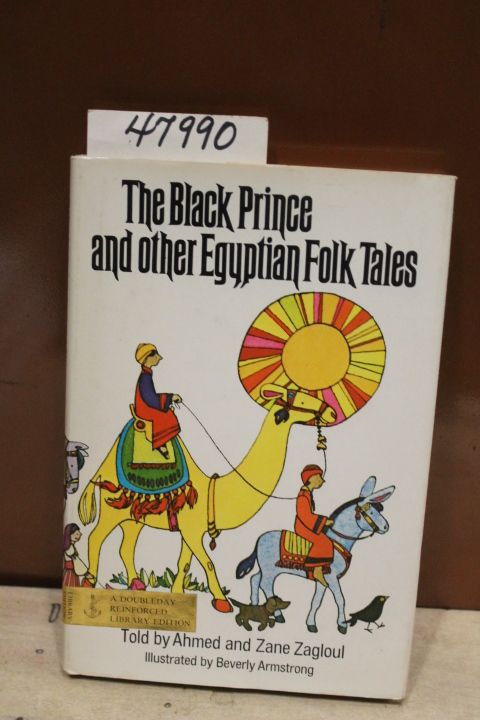 47990
The Black Prince
and other Egyptian Folk Tales
A DOUBLEDAY
REINFORCED
LIBRARY EDITION
Told by Ahmed and Zane Zagloul
Illustrated by Beverly Armstrong